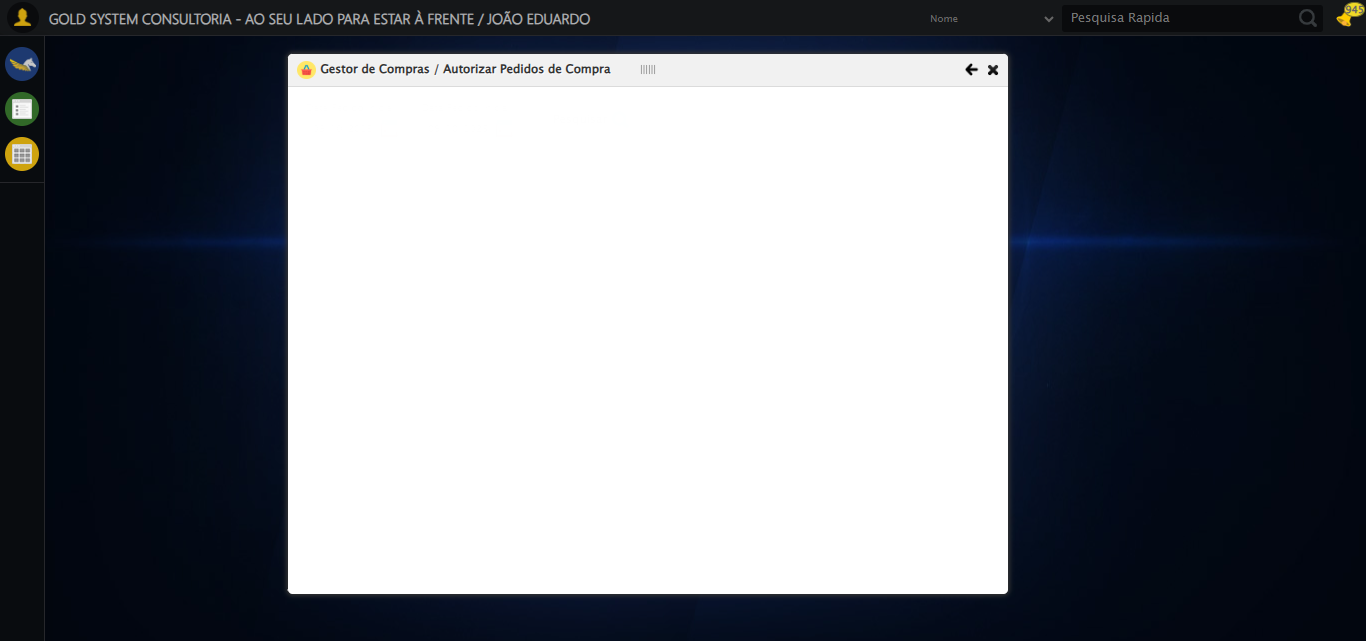 GOLD SYSTEM CONSULTORIA - AO SEU LADO PARA ESTAR À FRENTE / JOÃO EDUARDO
Nome
Pesquisa Rapida
945
Gestor de Compras / Autorizar Pedidos de Compra